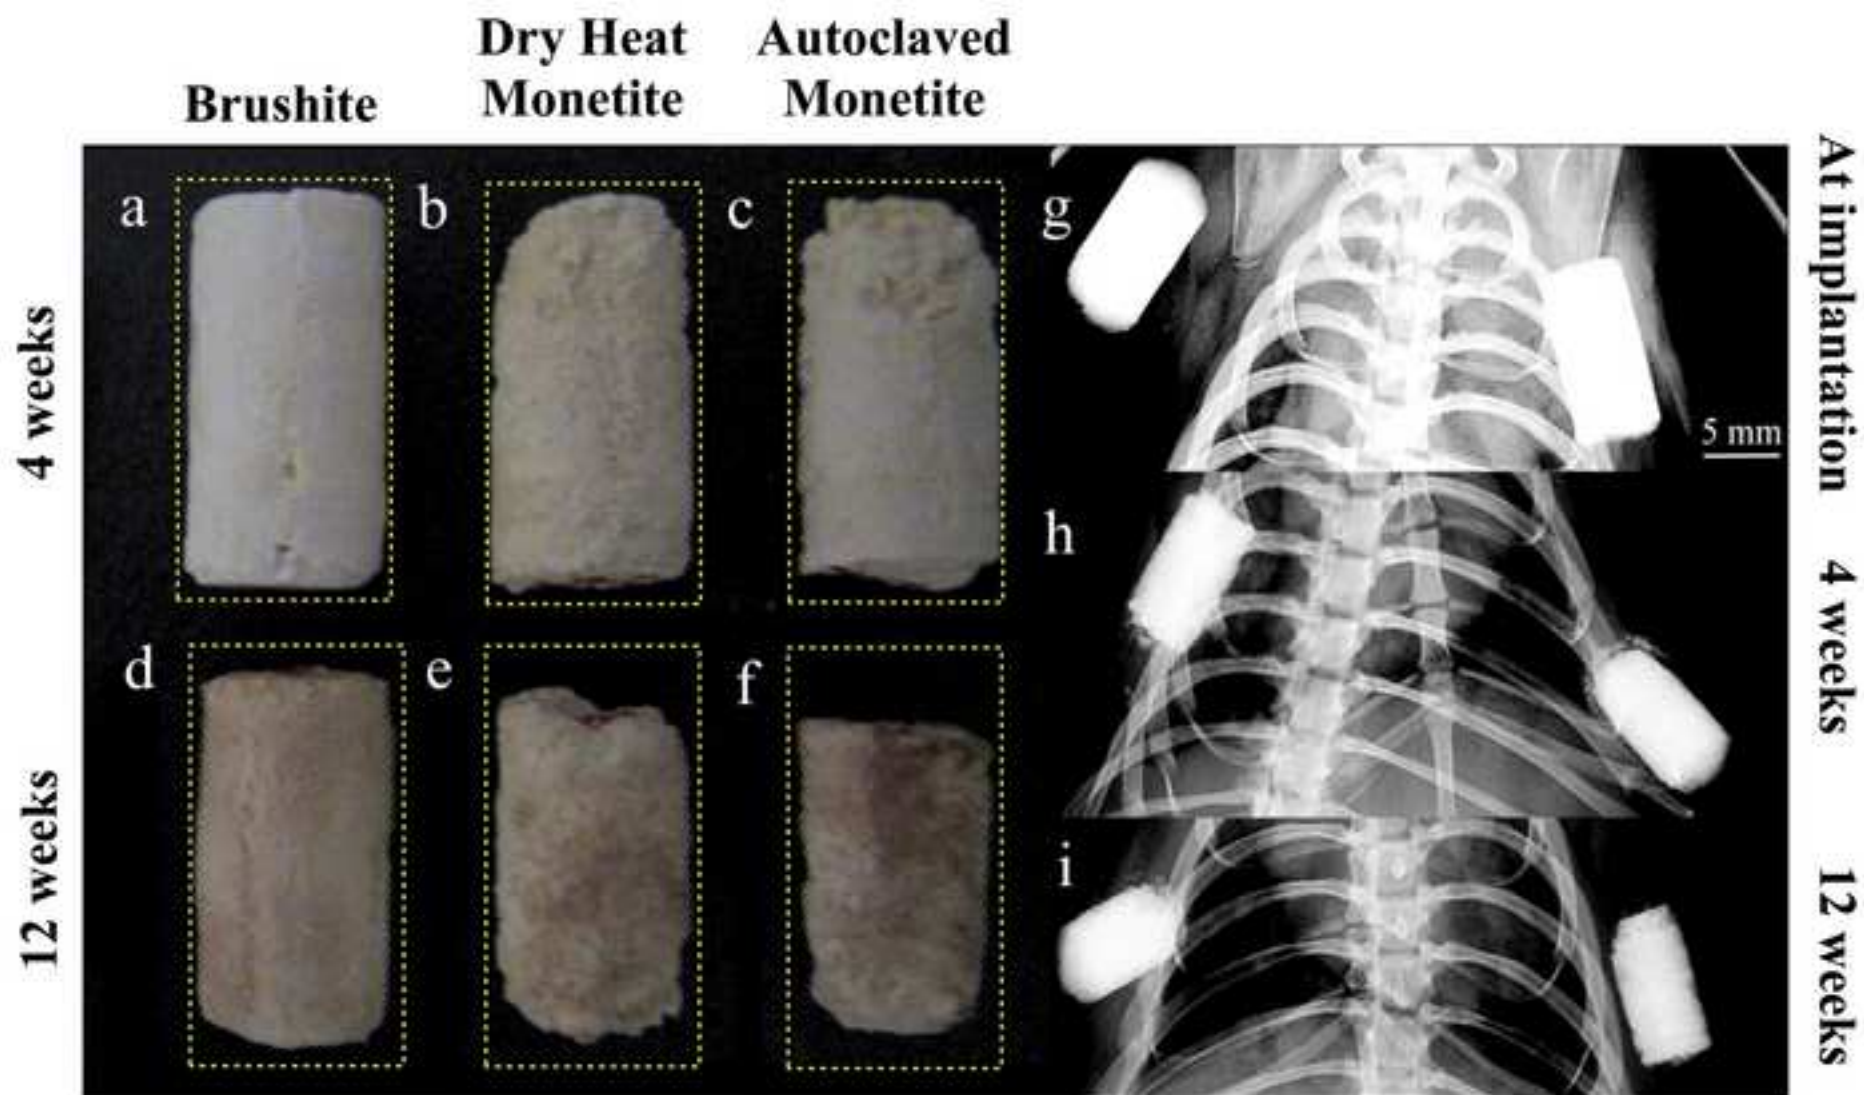 Dry Heat
Monetite
Autoclaved
Monetite
Brushite
a
b
c
g
At implantation
4 weeks
5 mm
h
4 weeks
d
e
f
i
12 weeks
12 weeks